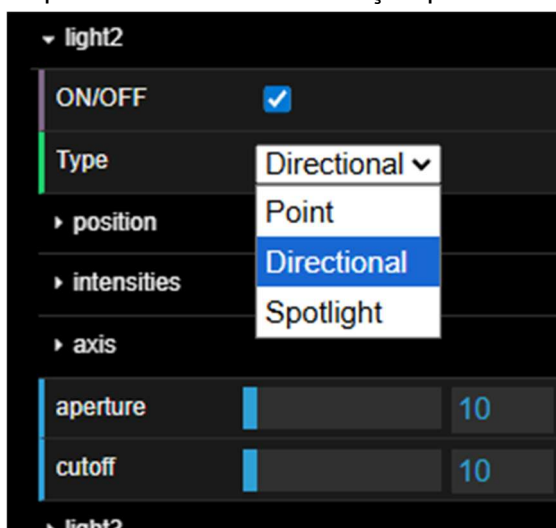 light2
ON/OFF
Type Directional
Point
position
Directional
intensities
Spotlight
axis
aperture 10
cutoff 10